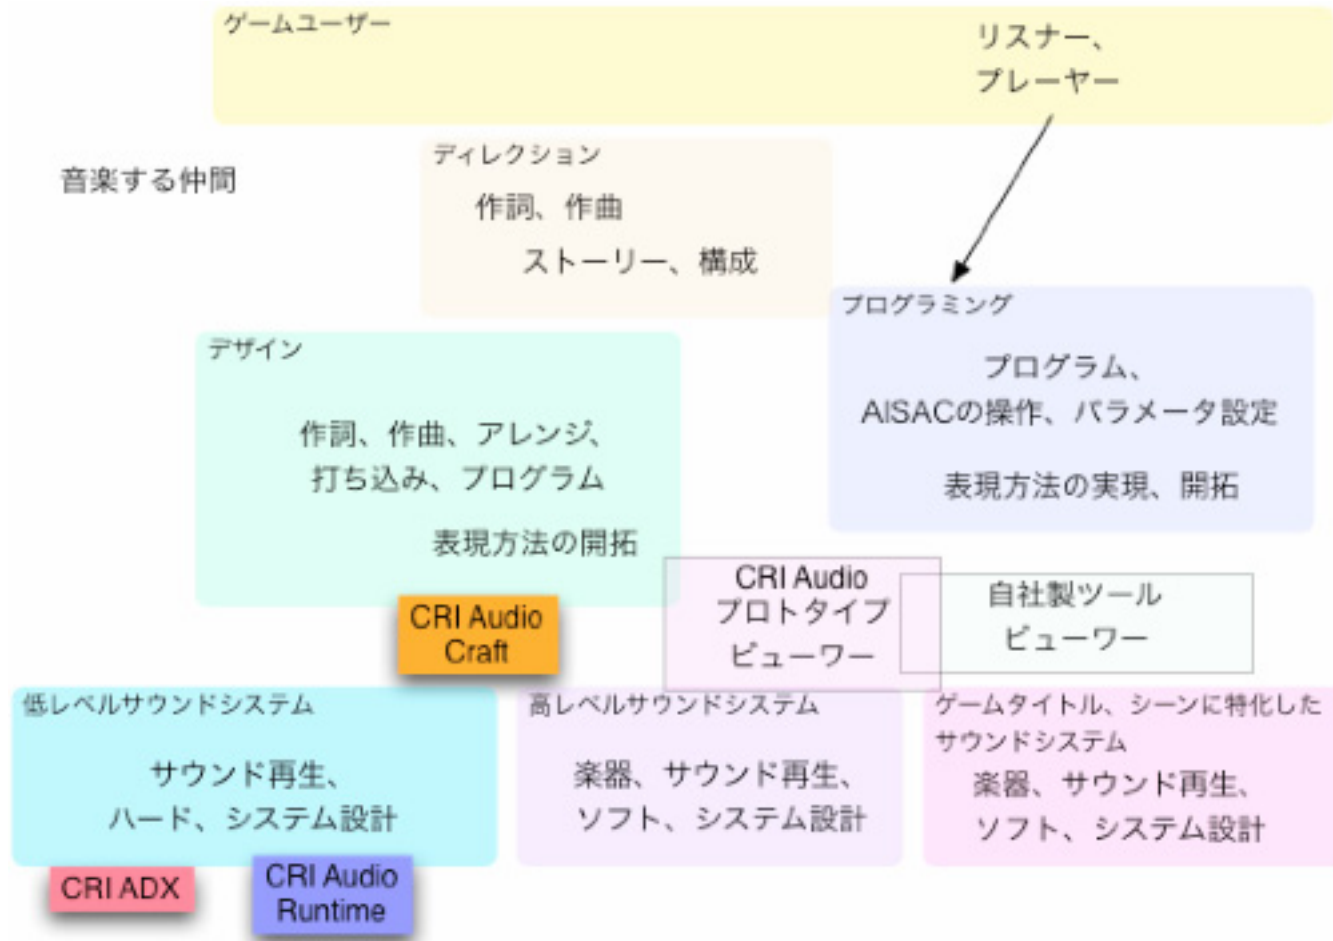 ゲームユーザー
リスナー、
プレーヤー
音楽する仲間
ディレクション
作詞、作曲
ストーリー、構成
プログラミング
プログラム、
AISACの操作、パラメータ設定
表現方法の実現、開拓
デザイン
作詞、作曲、アレンジ、
打ち込み、プログラム
表現方法の開拓
CRI Audio
Craft
CRI Audio
プロトタイプ
ビューワー
自社製ツール
ビューワー
低レベルサウンドシステム
サウンド再生、
ハード、システム設計
CRI ADX
CRI Audio
Runtime
高レベルサウンドシステム
楽器、サウンド再生、
ソフト、システム設計
ゲームタイトル、シーンに特化した
サウンドシステム
楽器、サウンド再生、
ソフト、システム設計